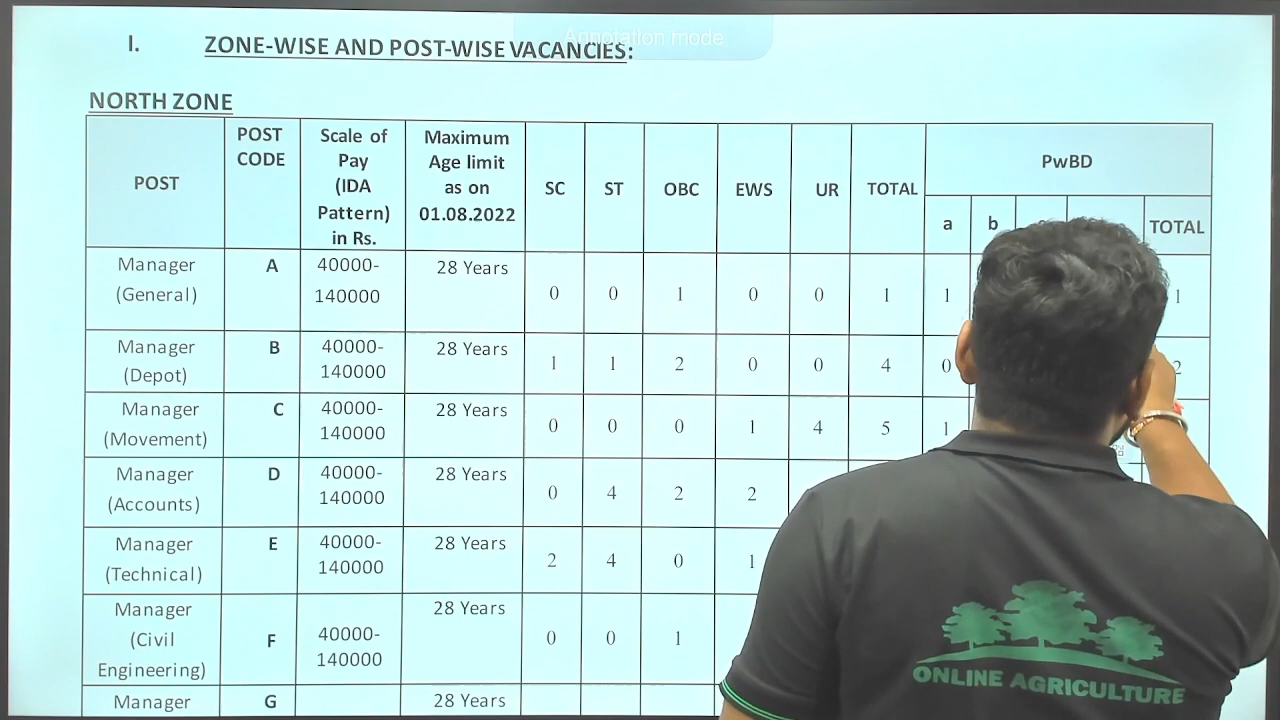 Annotation mode
I. ZONE-WISE AND POST-WISE VACANCIES:
NORTH ZONE
POST
POST CODE
Scale of Pay (IDA Pattern) in Rs.
Maximum Age limit as on 01.08.2022
SC
ST
OBC
EWS
UR
TOTAL
PwBD
a
b
TOTAL
Manager (General) A 40000-140000 28 Years 0 0 1 0 0 1 1 1
Manager (Depot) B 40000-140000 28 Years 1 1 2 0 0 4 0 2
Manager (Movement) C 40000-140000 28 Years 0 0 0 1 4 5 1
Manager (Accounts) D 40000-140000 28 Years 0 4 2 2
Manager (Technical) E 40000-140000 28 Years 2 4 0 1
Manager (Civil Engineering) F 40000-140000 28 Years 0 0 1
Manager G 28 Years
ONLINE AGRICULTURE